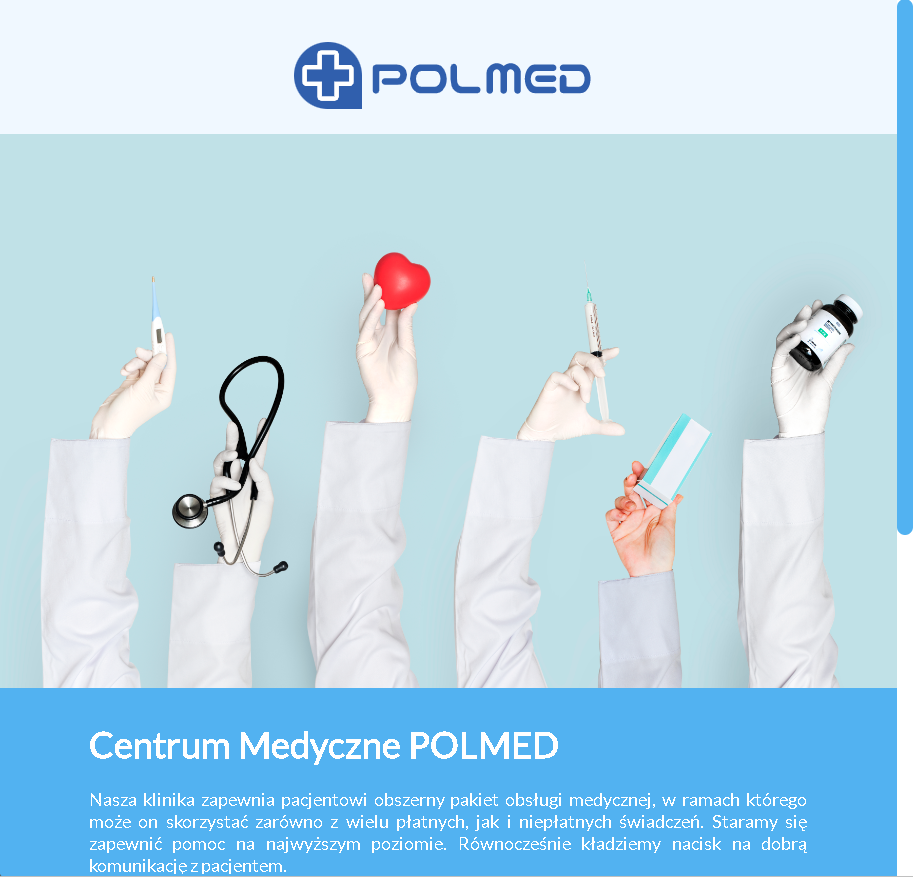 POLMED
Centrum Medyczne POLMED
Nasza klinika zapewnia pacjentowi obszerny pakiet obsługi medycznej, w ramach którego
może on skorzystać zarówno z wielu płatnych, jak i niepłatnych świadczeń. Staramy się
zapewnić pomoc na najwyższym poziomie. Równocześnie kładziemy nacisk na dobrą
komunikację z pacjentem.